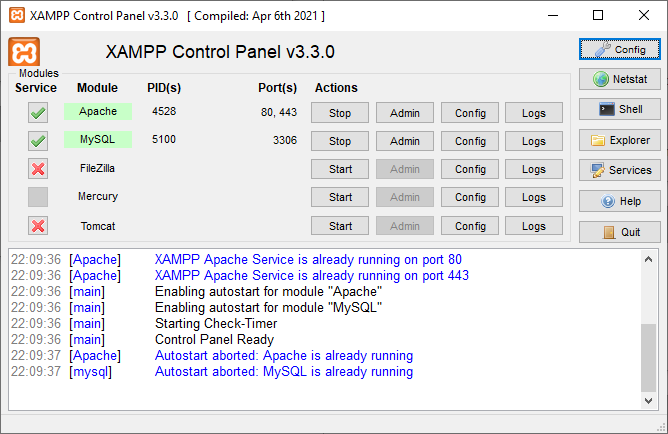 XAMPP Control Panel v3.3.0 [ Compiled: Apr 6th 2021 ]
XAMPP Control Panel v3.3.0
Config
Modules
Service Module PID(s) Port(s) Actions
Netstat
Apache 4528 80, 443 Stop Admin Config Logs
Shell
MySQL 5100 3306 Stop Admin Config Logs
Explorer
FileZilla Start Admin Config Logs
Services
Mercury Start Admin Config Logs
Help
Tomcat Start Admin Config Logs
Quit
22:09:36 [Apache] XAMPP Apache Service is already running on port 80
22:09:36 [Apache] XAMPP Apache Service is already running on port 443
22:09:36 [main] Enabling autostart for module "Apache"
22:09:36 [main] Enabling autostart for module "MySQL"
22:09:36 [main] Starting Check-Timer
22:09:36 [main] Control Panel Ready
22:09:37 [Apache] Autostart aborted: Apache is already running
22:09:37 [mysql] Autostart aborted: MySQL is already running